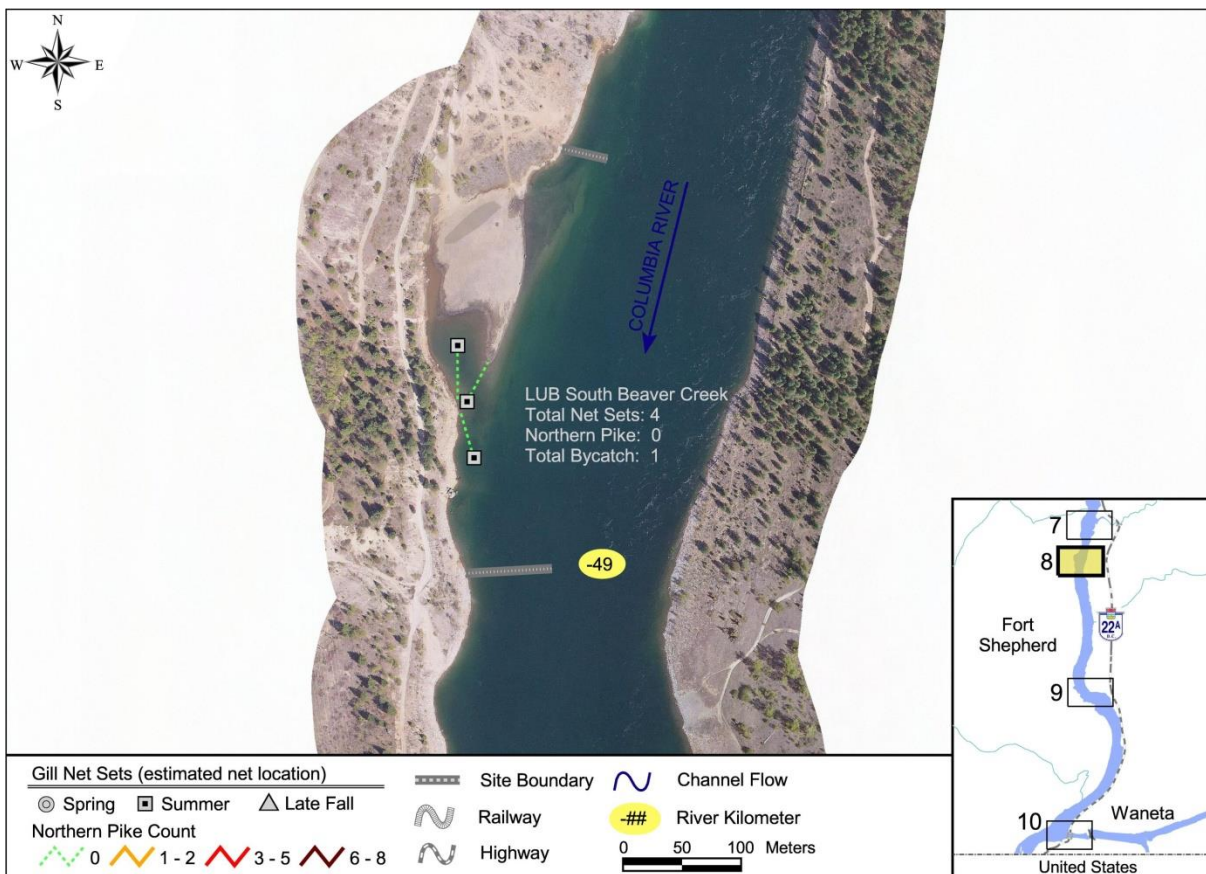 N
W E
S
COLUMBIA RIVER
LUB South Beaver Creek
Total Net Sets: 4
Northern Pike: 0
Total Bycatch: 1
-49
7
8
22A
Fort
Shepherd
9
10
Waneta
United States
Gill Net Sets (estimated net location)
Spring Summer Late Fall
Northern Pike Count
0 1 - 2 3 - 5 6 - 8
Site Boundary
Railway
Highway
Channel Flow
-## River Kilometer
0 50 100 Meters